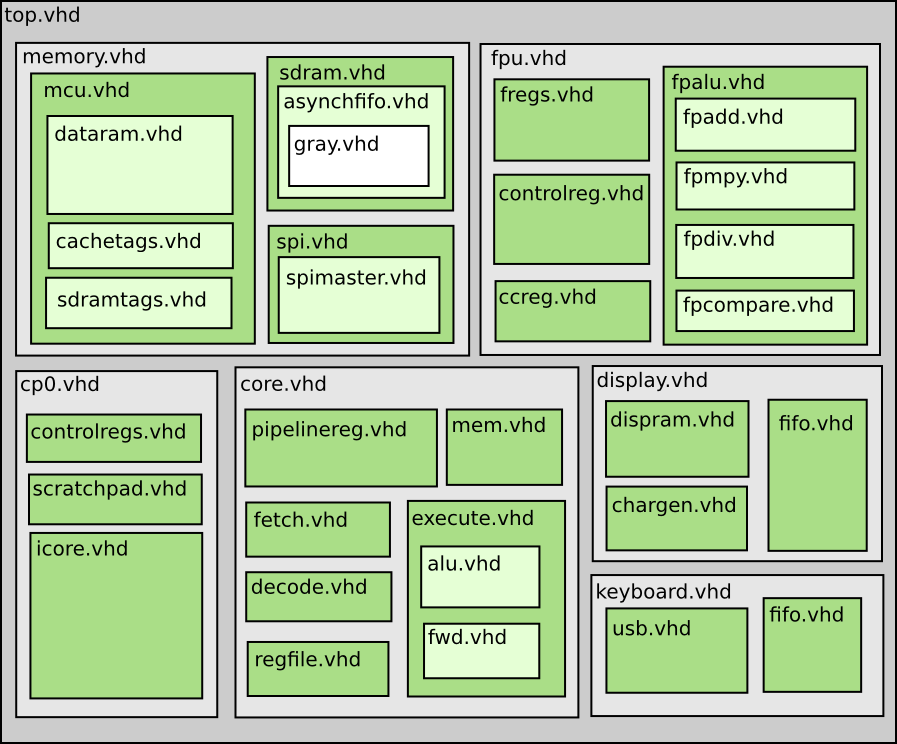 top.vhd
memory.vhd
mcu.vhd
dataram.vhd
cachetags.vhd
sdramtags.vhd
sdram.vhd
asynchfifo.vhd
gray.vhd
spi.vhd
spimaster.vhd
fpu.vhd
fregs.vhd
controlreg.vhd
ccreg.vhd
fpalu.vhd
fpadd.vhd
fpmpy.vhd
fpdiv.vhd
fpcompare.vhd
cp0.vhd
controlregs.vhd
scratchpad.vhd
icore.vhd
core.vhd
pipelinereg.vhd
mem.vhd
fetch.vhd
decode.vhd
regfile.vhd
execute.vhd
alu.vhd
fwd.vhd
display.vhd
dispram.vhd
chargen.vhd
fifo.vhd
keyboard.vhd
usb.vhd
fifo.vhd